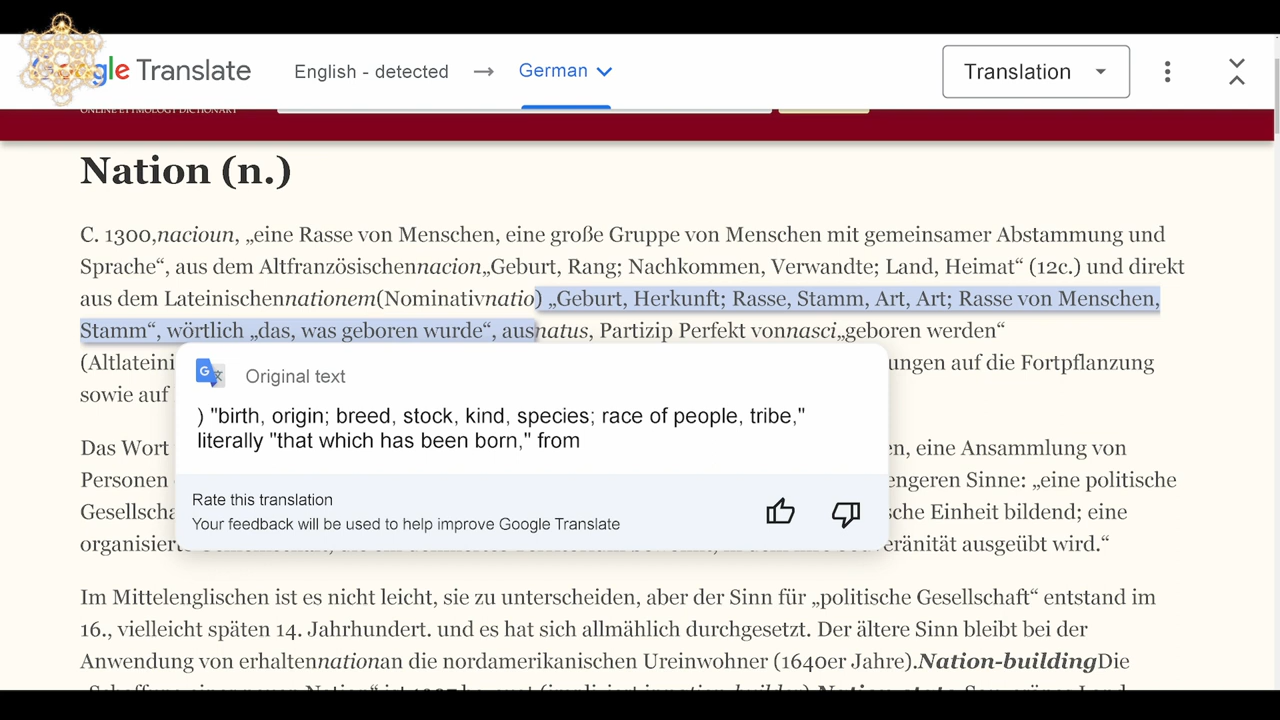 Google Translate English - detected → German Translation
ONLINE ETYMOLOGY DICTIONARY
Nation (n.)
C. 1300,nacioun, „eine Rasse von Menschen, eine große Gruppe von Menschen mit gemeinsamer Abstammung und
Sprache“, aus dem Altfranzösischennacion„Geburt, Rang; Nachkommen, Verwandte; Land, Heimat“ (12c.) und direkt
aus dem Lateinischennationem(Nominativnatio) „Geburt, Herkunft; Rasse, Stamm, Art, Art; Rasse von Menschen,
Stamm“, wörtlich „das, was geboren wurde“, ausnatus, Partizip Perfekt vonnasci„geboren werden“
(Altlateini ungen auf die Fortpflanzung
sowie auf
Original text
) "birth, origin; breed, stock, kind, species; race of people, tribe,"
literally "that which has been born," from
Rate this translation
Your feedback will be used to help improve Google Translate
Das Wort en, eine Ansammlung von
Personen engeren Sinne: „eine politische
Gesellscha sche Einheit bildend; eine
organisiert veränität ausgeübt wird.“
Im Mittelenglischen ist es nicht leicht, sie zu unterscheiden, aber der Sinn für „politische Gesellschaft“ entstand im
16., vielleicht späten 14. Jahrhundert. und es hat sich allmählich durchgesetzt. Der ältere Sinn bleibt bei der
Anwendung von erhaltennationan die nordamerikanischen Ureinwohner (1640er Jahre).Nation-buildingDie